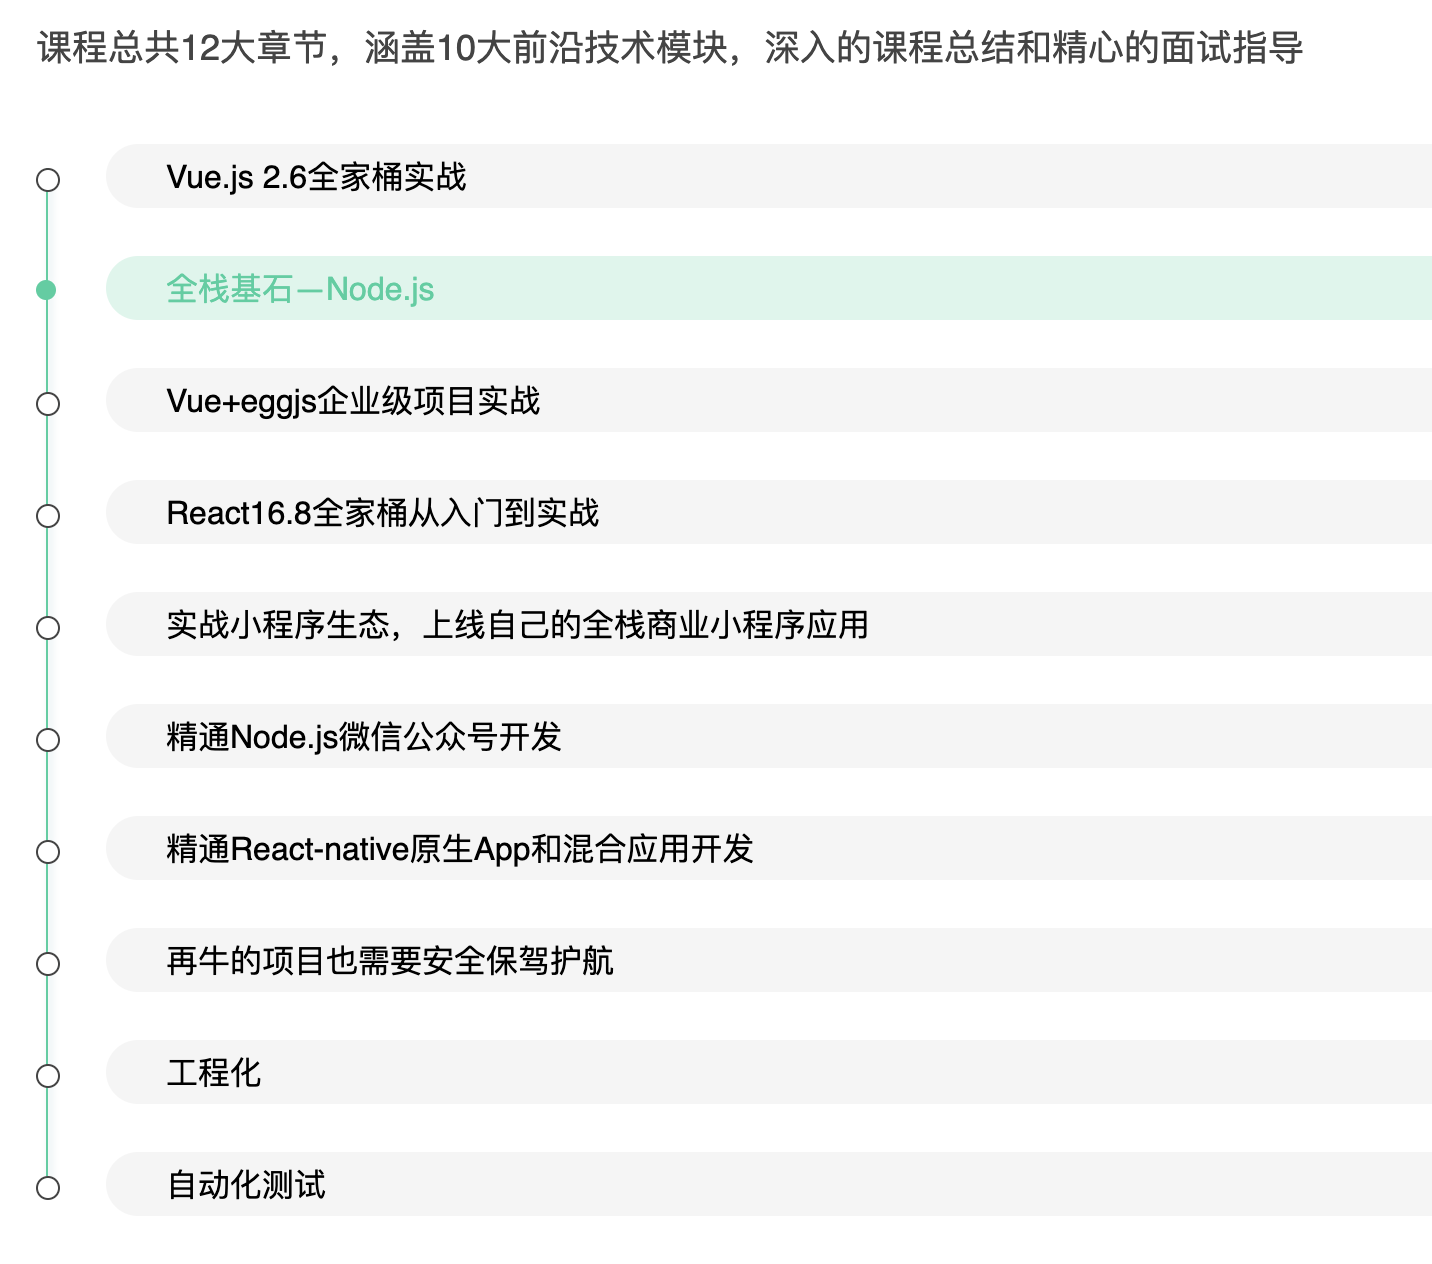 课程总共12大章节，涵盖10大前沿技术模块，深入的课程总结和精心的面试指导
Vue.js 2.6全家桶实战
全栈基石—Node.js
Vue+eggjs企业级项目实战
React16.8全家桶从入门到实战
实战小程序生态，上线自己的全栈商业小程序应用
精通Node.js微信公众号开发
精通React-native原生App和混合应用开发
再牛的项目也需要安全保驾护航
工程化
自动化测试